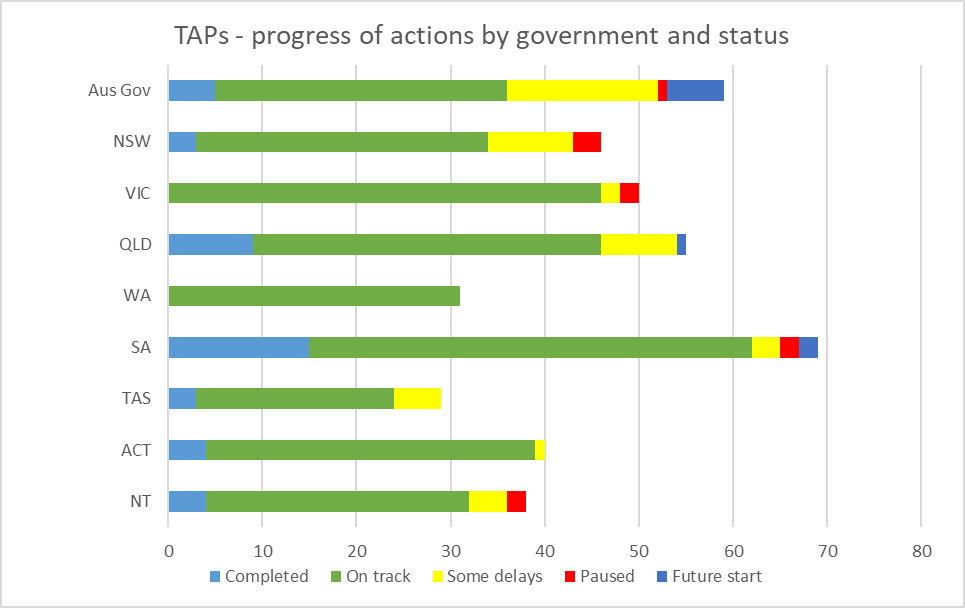 TAPs - progress of actions by government and status
Aus Gov
NSW
VIC
QLD
WA
SA
TAS
ACT
NT
0 10 20 30 40 50 60 70 80
Completed On track Some delays Paused Future start